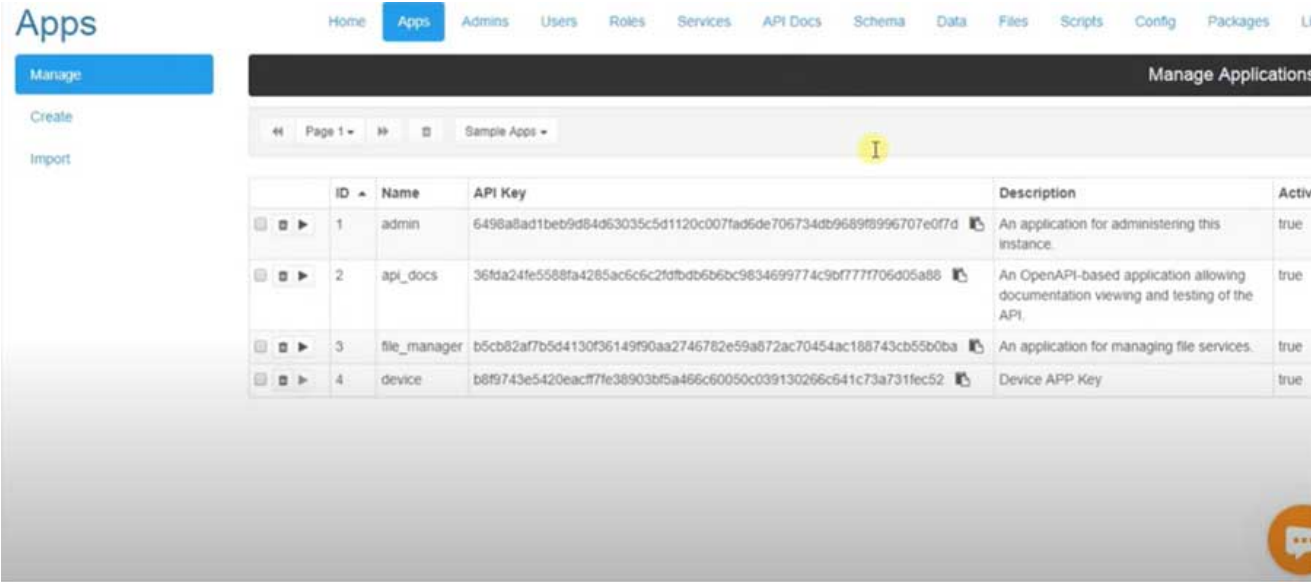 Apps
Home Apps Admins Users Roles Services API Docs Schema Data Files Scripts Config Packages
Manage
Create
Import
Manage Applications
Page 1
Sample Apps
ID Name API Key Description
1 admin 6498a8ad1beb9d84d63035c5d1120c007fad6de706734db9689f8996707e0f7d An application for administering this true
instance.
2 api_docs 36fda24fe5588fa4285ac6c6c2fdfbdb6b6bc9834699774c9bf777f706d05a88 An OpenAPI-based application allowing true
documentation viewing and testing of the
API.
3 file_manager b5cb82af7b5d4130f36149f90aa2746782e59a872ac70454ac188743cb55b0ba An application for managing file services. true
4 device b8f9743e5420eacff7fe38903bf5a466c60050c039130266c641c73a731fec52 Device APP Key true